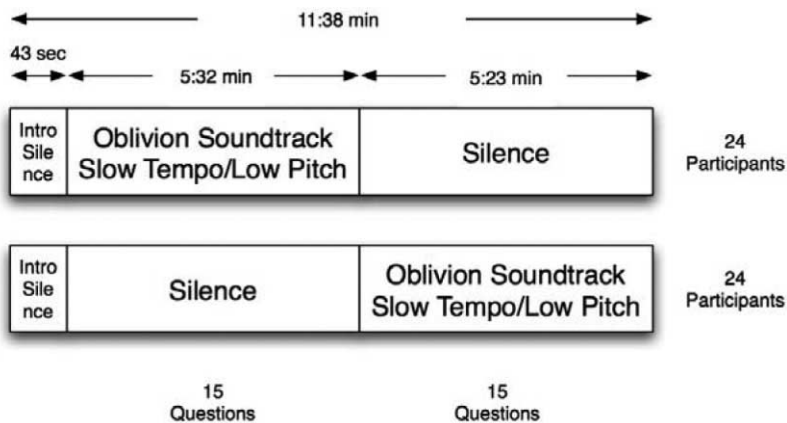 11:38 min
43 sec
5:32 min
5:23 min
Intro
Sile
nce
Oblivion Soundtrack
Slow Tempo/Low Pitch
Silence
24
Participants
Intro
Sile
nce
Silence
Oblivion Soundtrack
Slow Tempo/Low Pitch
24
Participants
15
Questions
15
Questions